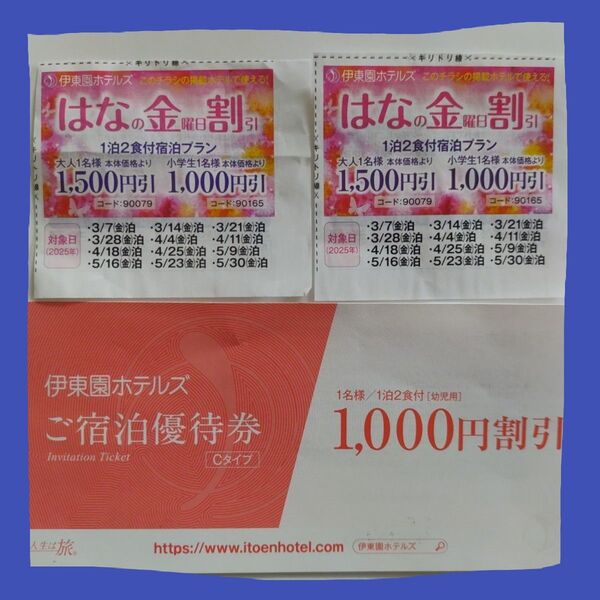 ×キリトリ線
伊東園ホテルズ このチラシの掲載ホテルで使える!
はなの金曜日割引
1泊2食付宿泊プラン
大人1名様 本体価格より 小学生1名様 本体価格より
1,500円引 1,000円引
コード:90079 コード:90165
対象日(2025年)
・3/7(金)泊 ・3/14(金)泊 ・3/21(金)泊
・3/28(金)泊 ・4/4(金)泊 ・4/11(金)泊
・4/18(金)泊 ・4/25(金)泊 ・5/9(金)泊
・5/16(金)泊 ・5/23(金)泊 ・5/30(金)泊
×キリトリ線
×キリトリ線
伊東園ホテルズ このチラシの掲載ホテルで使える!
はなの金曜日割引
1泊2食付宿泊プラン
大人1名様 本体価格より 小学生1名様 本体価格より
1,500円引 1,000円引
コード:90079 コード:90165
対象日(2025年)
・3/7(金)泊 ・3/14(金)泊 ・3/21(金)泊
・3/28(金)泊 ・4/4(金)泊 ・4/11(金)泊
・4/18(金)泊 ・4/25(金)泊 ・5/9(金)泊
・5/16(金)泊 ・5/23(金)泊 ・5/30(金)泊
×キリトリ線
伊東園ホテルズ
ご宿泊優待券
Invitation Ticket
Cタイプ
1名様/1泊2食付[幼児用]
1,000円割引
人生は旅。
https://www.itoenhotel.com
伊東園ホテルズ